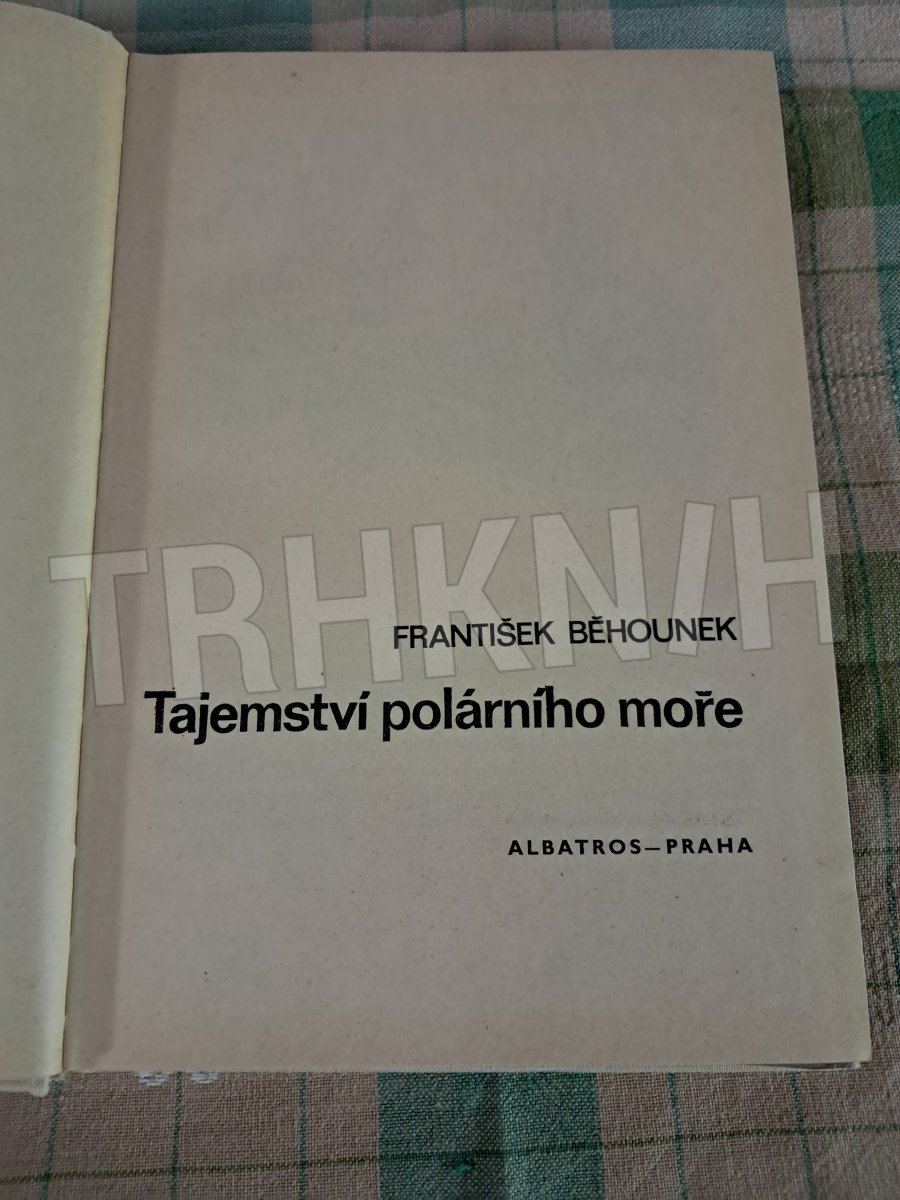 TRHKNIH
FRANTIŠEK BĚHOUNEK
Tajemství polárního moře
ALBATROS—PRAHA